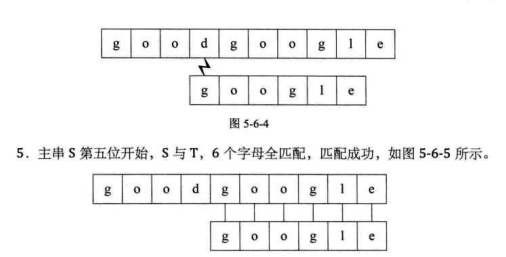 g o o d g o o g l e
g o o g l e
图 5-6-4
5．主串 S 第五位开始，S 与 T，6 个字母全匹配，匹配成功，如图 5-6-5 所示。
g o o d g o o g l e
g o o g l e